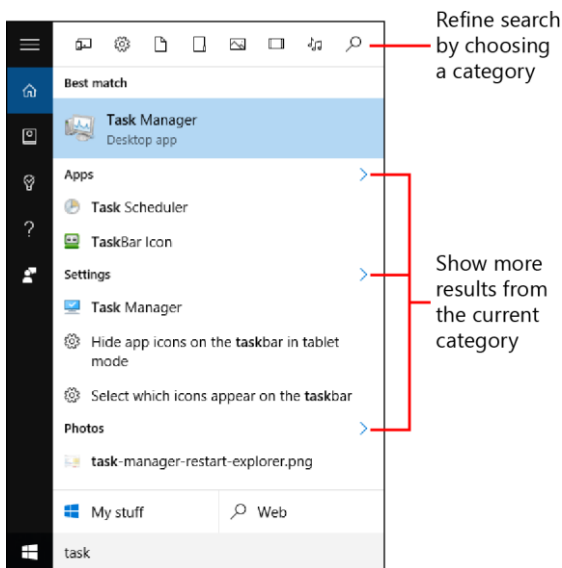 Refine search
by choosing
a category
Best match
Task Manager
Desktop app
Apps
Task Scheduler
TaskBar Icon
Settings
Task Manager
Hide app icons on the taskbar in tablet
mode
Select which icons appear on the taskbar
Photos
task-manager-restart-explorer.png
My stuff
Web
task
Show more
results from
the current
category